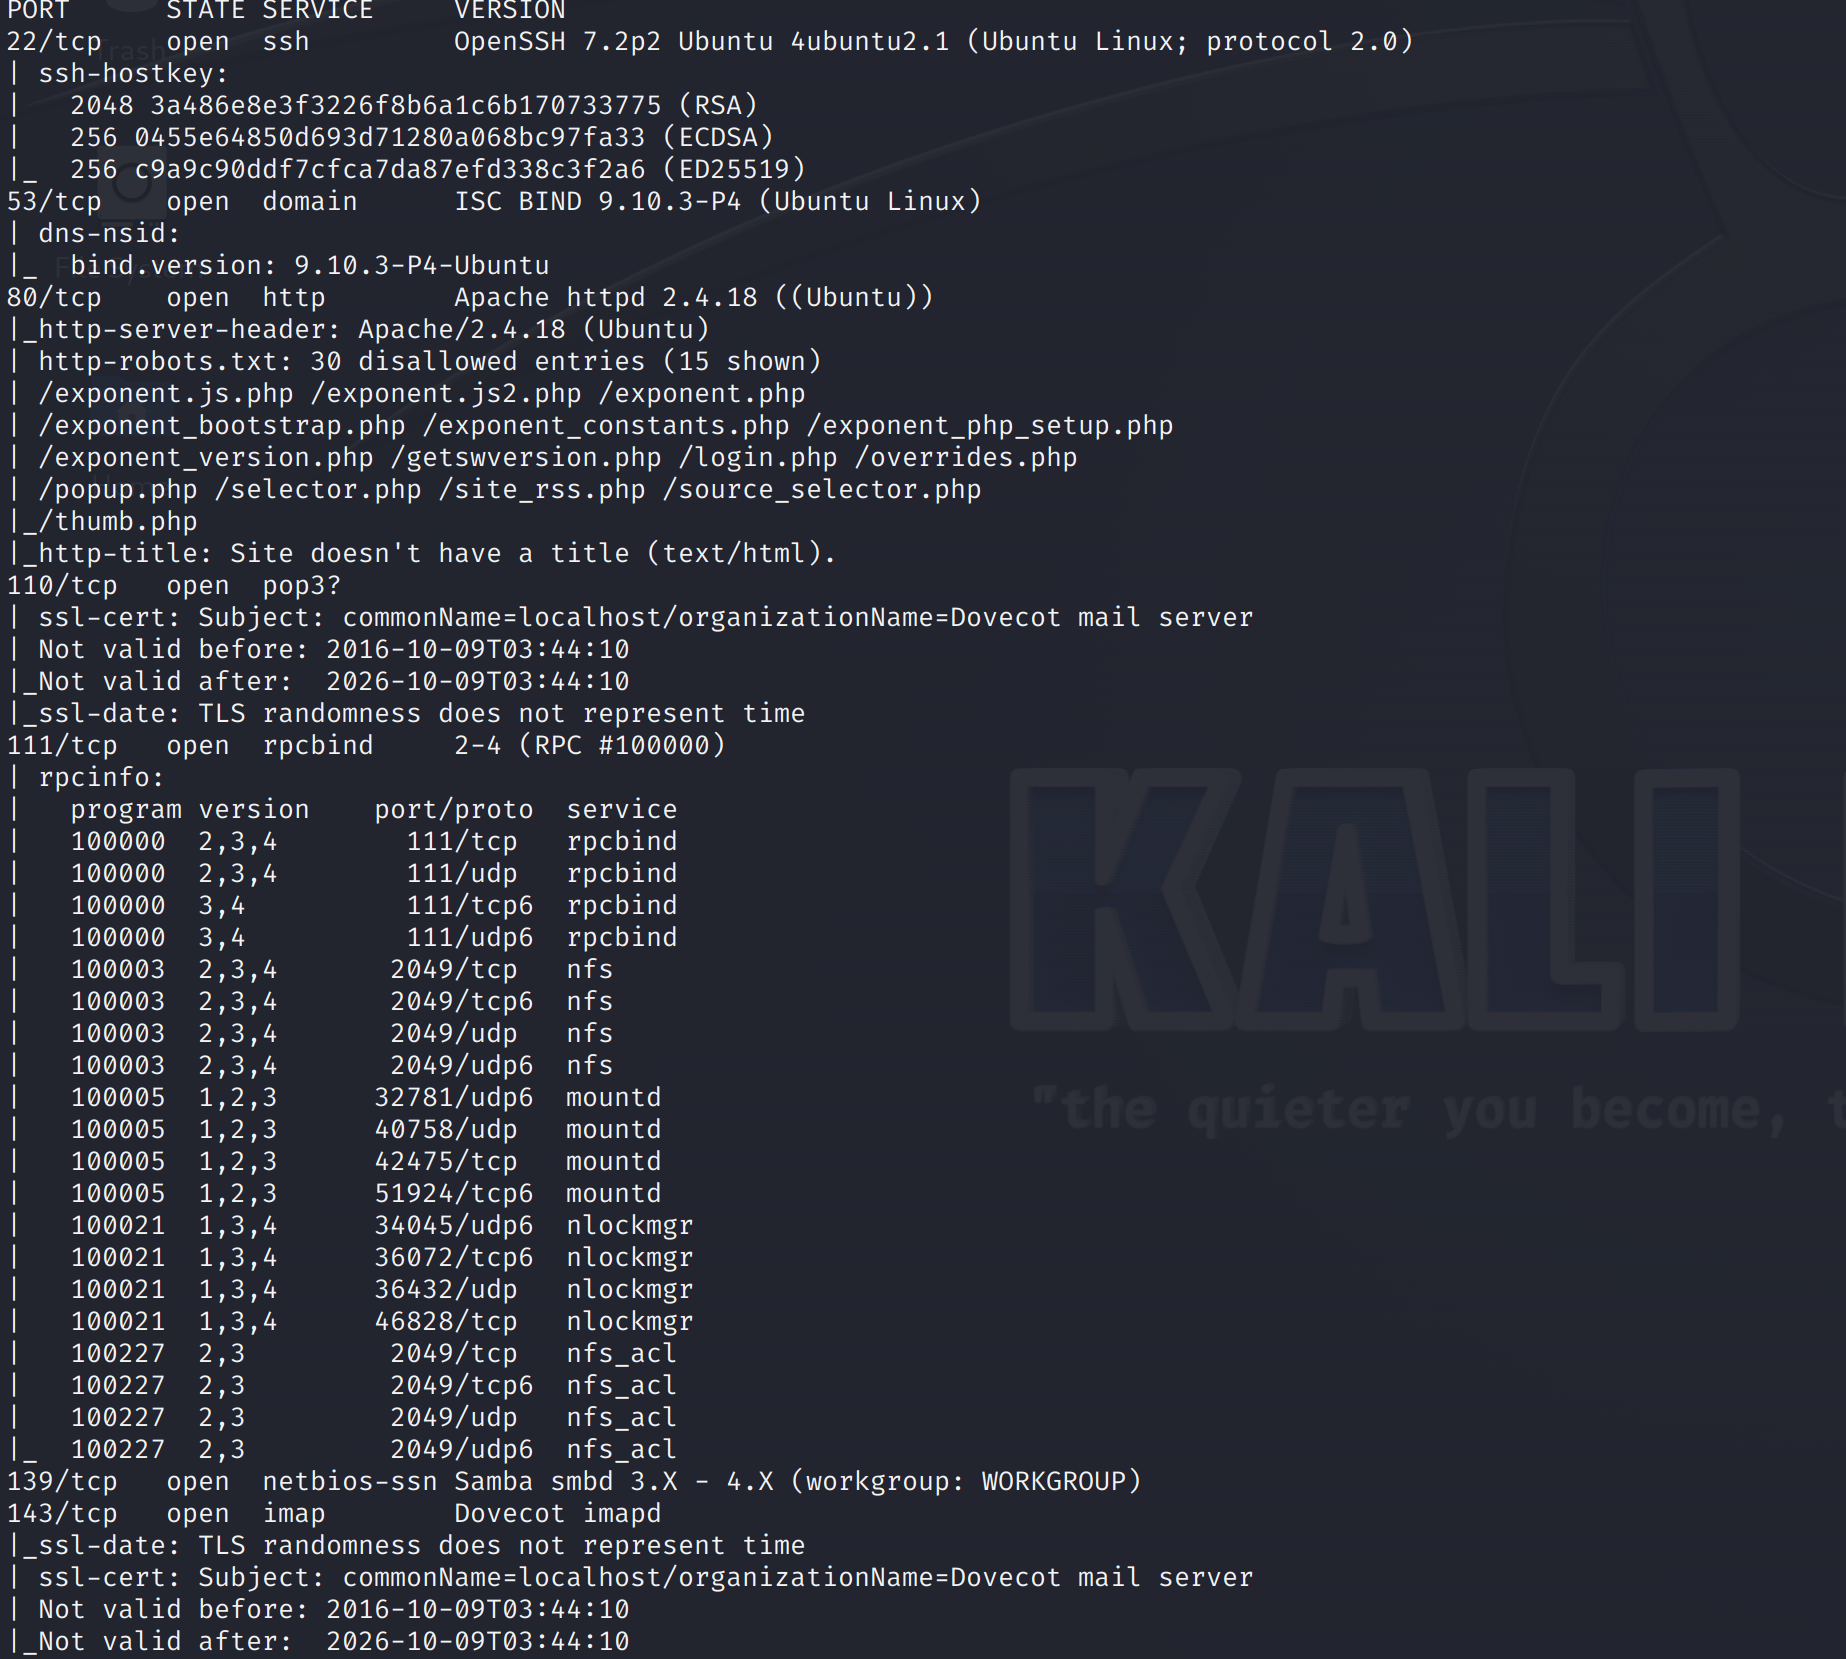 PORT      STATE SERVICE     VERSION
22/tcp    open  ssh         OpenSSH 7.2p2 Ubuntu 4ubuntu2.1 (Ubuntu Linux; protocol 2.0)
| ssh-hostkey:
|   2048 3a486e8e3f3226f8b6a1c6b170733775 (RSA)
|   256 0455e64850d693d71280a068bc97fa33 (ECDSA)
|_  256 c9a9c90ddf7cfca7da87efd338c3f2a6 (ED25519)
53/tcp    open  domain      ISC BIND 9.10.3-P4 (Ubuntu Linux)
| dns-nsid:
|_  bind.version: 9.10.3-P4-Ubuntu
80/tcp    open  http        Apache httpd 2.4.18 ((Ubuntu))
|_http-server-header: Apache/2.4.18 (Ubuntu)
| http-robots.txt: 30 disallowed entries (15 shown)
| /exponent.js.php /exponent.js2.php /exponent.php
| /exponent_bootstrap.php /exponent_constants.php /exponent_php_setup.php
| /exponent_version.php /getswversion.php /login.php /overrides.php
| /popup.php /selector.php /site_rss.php /source_selector.php
|_/thumb.php
|_http-title: Site doesn't have a title (text/html).
110/tcp   open  pop3?
| ssl-cert: Subject: commonName=localhost/organizationName=Dovecot mail server
| Not valid before: 2016-10-09T03:44:10
|_Not valid after:  2026-10-09T03:44:10
|_ssl-date: TLS randomness does not represent time
111/tcp   open  rpcbind     2-4 (RPC #100000)
| rpcinfo:
|   program version    port/proto  service
|   100000  2,3,4        111/tcp   rpcbind
|   100000  2,3,4        111/udp   rpcbind
|   100000  3,4          111/tcp6  rpcbind
|   100000  3,4          111/udp6  rpcbind
|   100003  2,3,4       2049/tcp   nfs
|   100003  2,3,4       2049/tcp6  nfs
|   100003  2,3,4       2049/udp   nfs
|   100003  2,3,4       2049/udp6  nfs
|   100005  1,2,3      32781/udp6  mountd
|   100005  1,2,3      40758/udp   mountd
|   100005  1,2,3      42475/tcp   mountd
|   100005  1,2,3      51924/tcp6  mountd
|   100021  1,3,4      34045/udp6  nlockmgr
|   100021  1,3,4      36072/tcp6  nlockmgr
|   100021  1,3,4      36432/udp   nlockmgr
|   100021  1,3,4      46828/tcp   nlockmgr
|   100227  2,3         2049/tcp   nfs_acl
|   100227  2,3         2049/tcp6  nfs_acl
|   100227  2,3         2049/udp   nfs_acl
|_  100227  2,3         2049/udp6  nfs_acl
139/tcp   open  netbios-ssn Samba smbd 3.X - 4.X (workgroup: WORKGROUP)
143/tcp   open  imap        Dovecot imapd
|_ssl-date: TLS randomness does not represent time
| ssl-cert: Subject: commonName=localhost/organizationName=Dovecot mail server
| Not valid before: 2016-10-09T03:44:10
|_Not valid after:  2026-10-09T03:44:10
Trash
KALI
"the quieter you become,